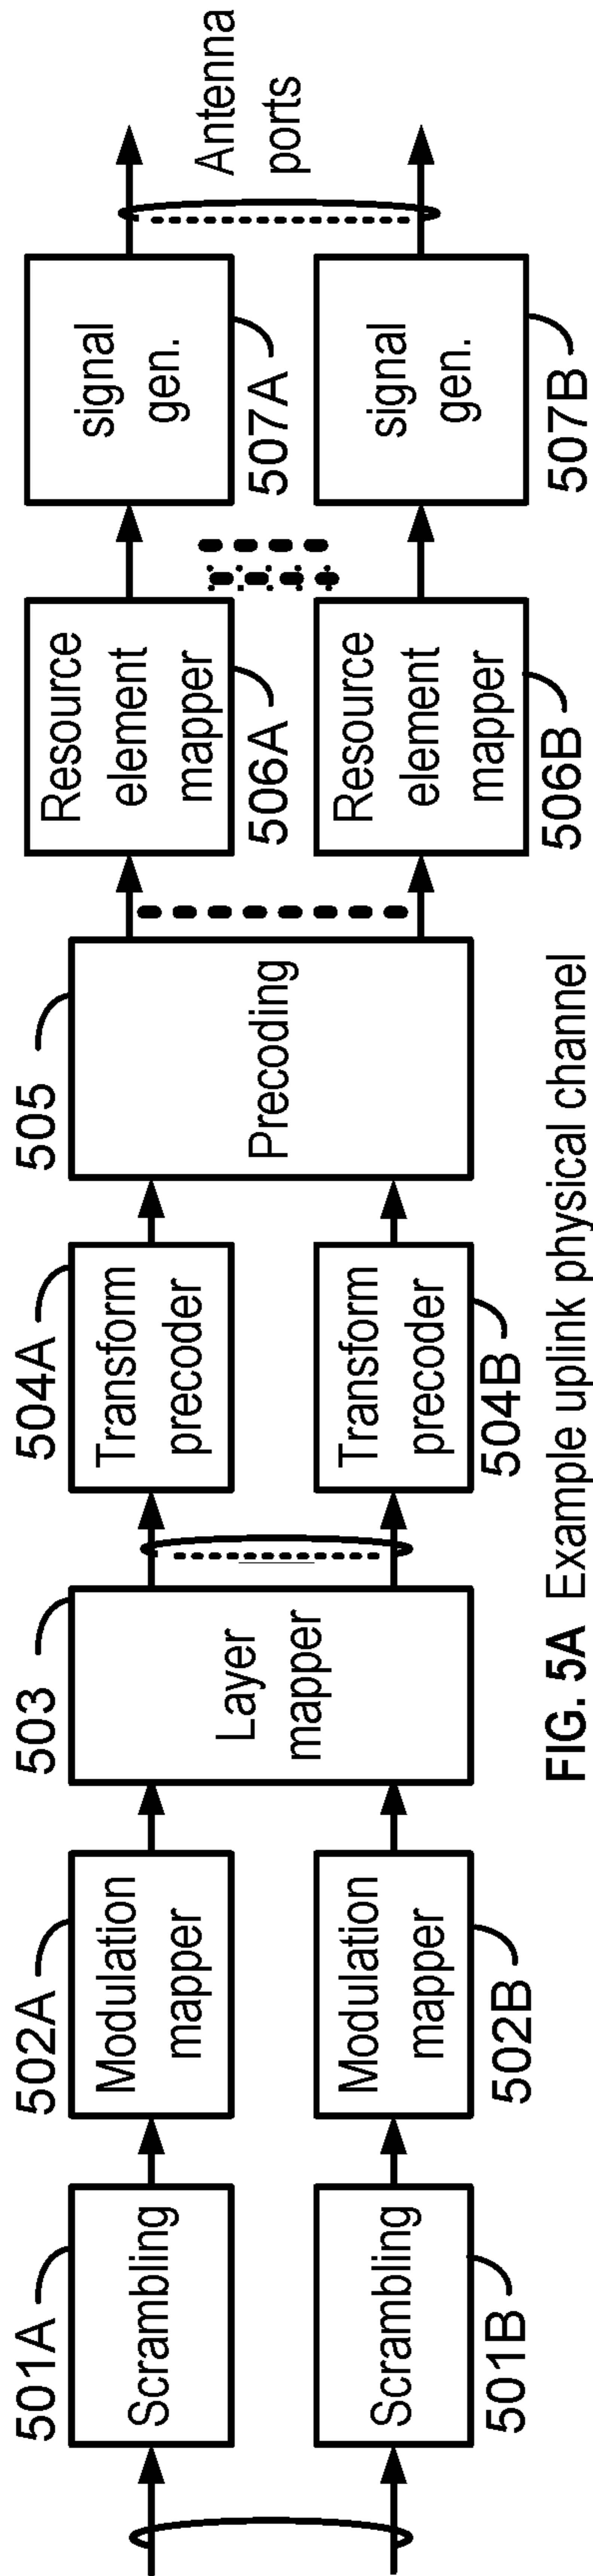 501A
Scrambling
Scrambling
501B
502A
Modulation
mapper
Modulation
mapper
502B
503
Layer
mapper
504A
Transform
precoder
Transform
precoder
504B
505
Precoding
Resource
element
mapper
506A
Resource
element
mapper
506B
signal
gen.
507A
signal
gen.
507B
Antenna
ports
FIG. 5A Example uplink physical channel